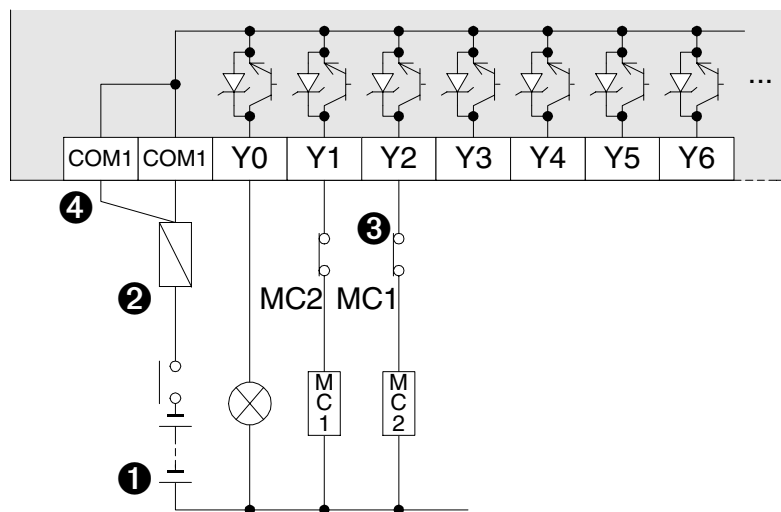 ...
COM1 COM1 Y0 Y1 Y2 Y3 Y4 Y5 Y6
❹
❸
❷
MC2 MC1
MC1
MC2
❶